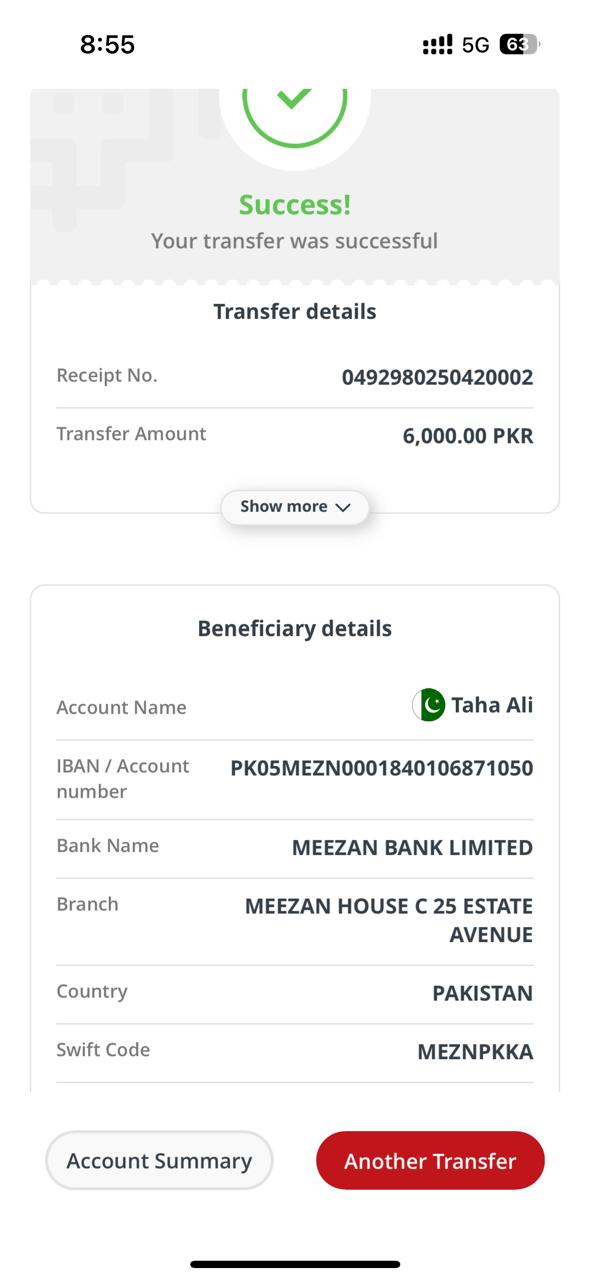 8:55
5G
63
Success!
Your transfer was successful
Transfer details
Receipt No.
0492980250420002
Transfer Amount
6,000.00 PKR
Show more
Beneficiary details
Account Name
Taha Ali
IBAN / Account
number
PK05MEZN0001840106871050
Bank Name
MEEZAN BANK LIMITED
Branch
MEEZAN HOUSE C 25 ESTATE
AVENUE
Country
PAKISTAN
Swift Code
MEZNPKKA
Account Summary
Another Transfer